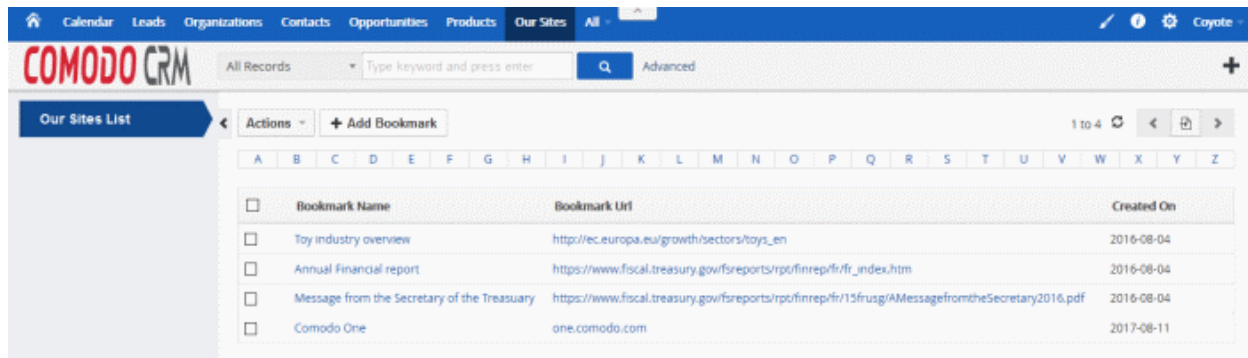 Calendar Leads Organizations Contacts Opportunities Products Our Sites All Coyote
COMODO CRM All Records Type keyword and press enter Advanced
Our Sites List
Actions + Add Bookmark 1 to 4
A B C D E F G H I J K L M N O P Q R S T U V W X Y Z
Bookmark Name Bookmark Url Created On
Toy industry overview http://ec.europa.eu/growth/sectors/toys_en 2016-08-04
Annual Financial report https://www.fiscal.treasury.gov/fsreports/rpt/finrep/fr/fr_index.htm 2016-08-04
Message from the Secretary of the Treasuary https://www.fiscal.treasury.gov/fsreports/rpt/finrep/fr/15frusg/AMessagefromtheSecretary2016.pdf 2016-08-04
Comodo One one.comodo.com 2017-08-11